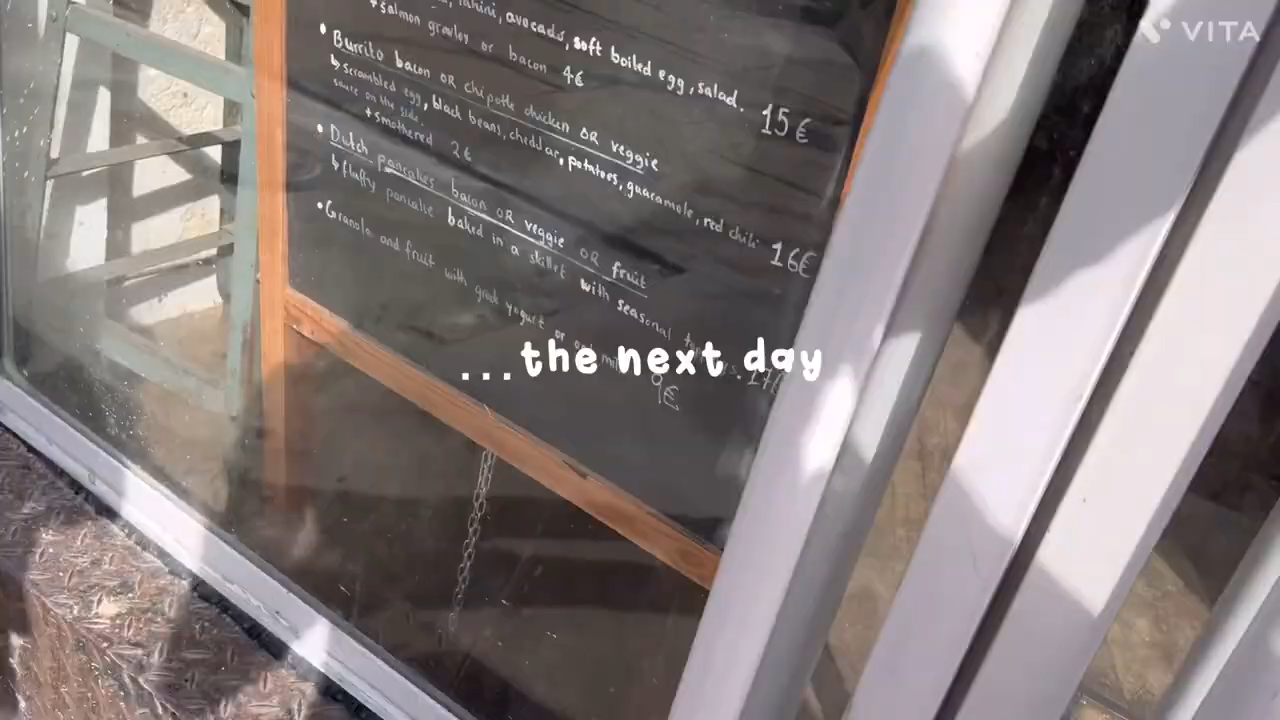 tahini, avocado, soft boiled egg, salad. 15€
+ salmon gravlax or bacon 4€
• Burrito bacon OR chipotle chicken OR veggie
↳ scrambled egg, black beans, cheddar, potatoes, guacamole, red chili 16€
sauce on the side.
+ smothered 2€
• Dutch pancakes bacon OR veggie OR fruit
↳ fluffy pancake baked in a skillet with seasonal
• Granola and fruit with greek yogurt or 9€
...the next day
VITA